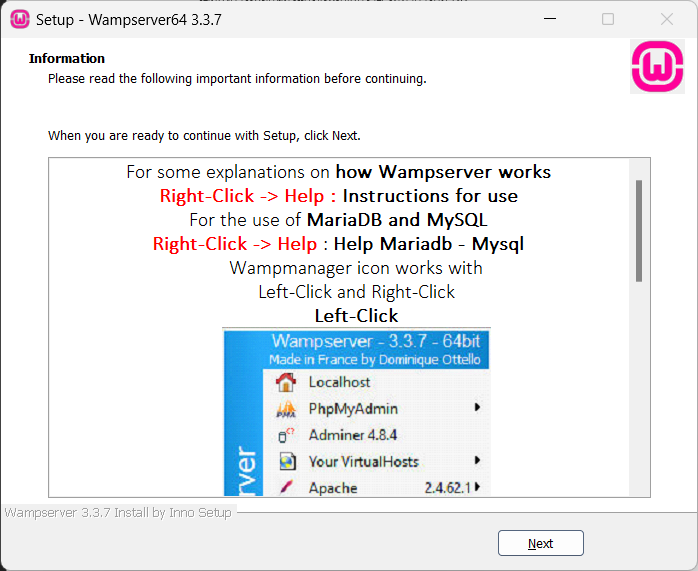 Setup - Wampserver64 3.3.7
Information
Please read the following important information before continuing.
When you are ready to continue with Setup, click Next.
For some explanations on how Wampserver works
Right-Click -> Help : Instructions for use
For the use of MariaDB and MySQL
Right-Click -> Help : Help Mariadb - Mysql
Wampmanager icon works with
Left-Click and Right-Click
Left-Click
Wampserver - 3.3.7 - 64bit
Made in France by Dominique Ottello
Localhost
PhpMyAdmin
Adminer 4.8.4
Your VirtualHosts
Apache 2.4.62.1
Wampserver 3.3.7 Install by Inno Setup
Next